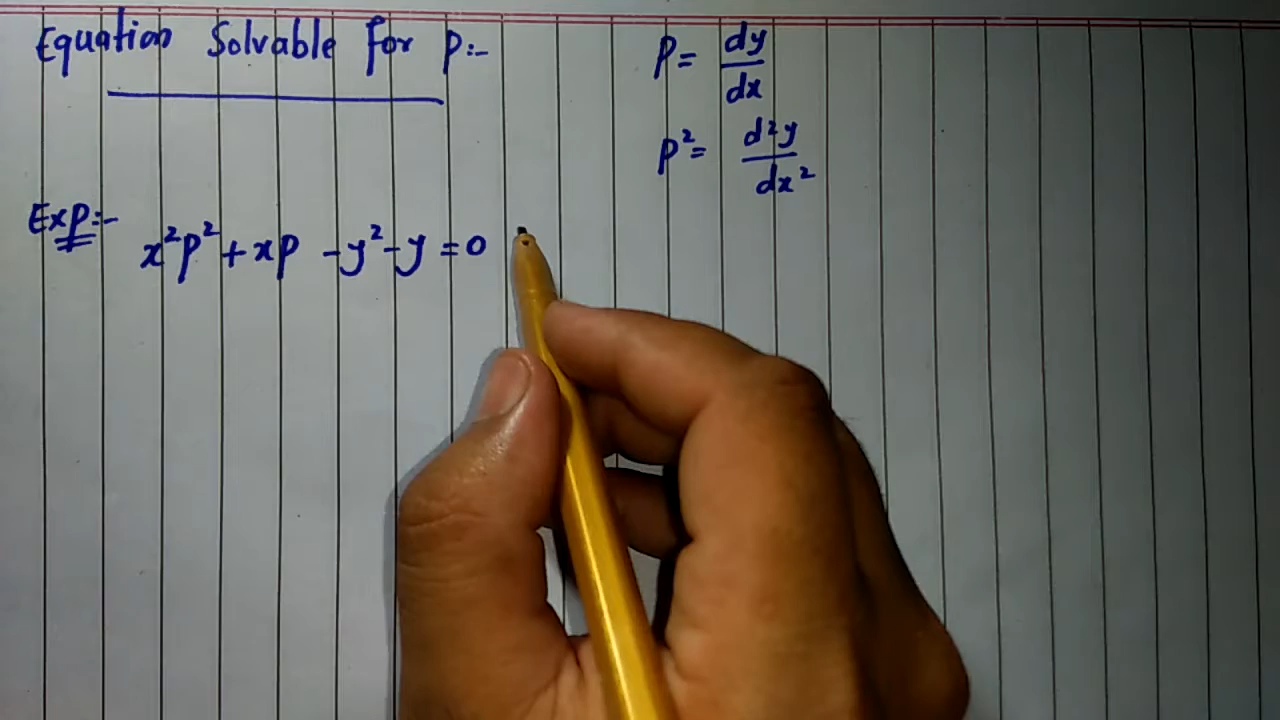 Equation Solvable for p:-
p = dy/dx
p² = d²y/dx²
Exp:- x²p² + xp - y² - y = 0